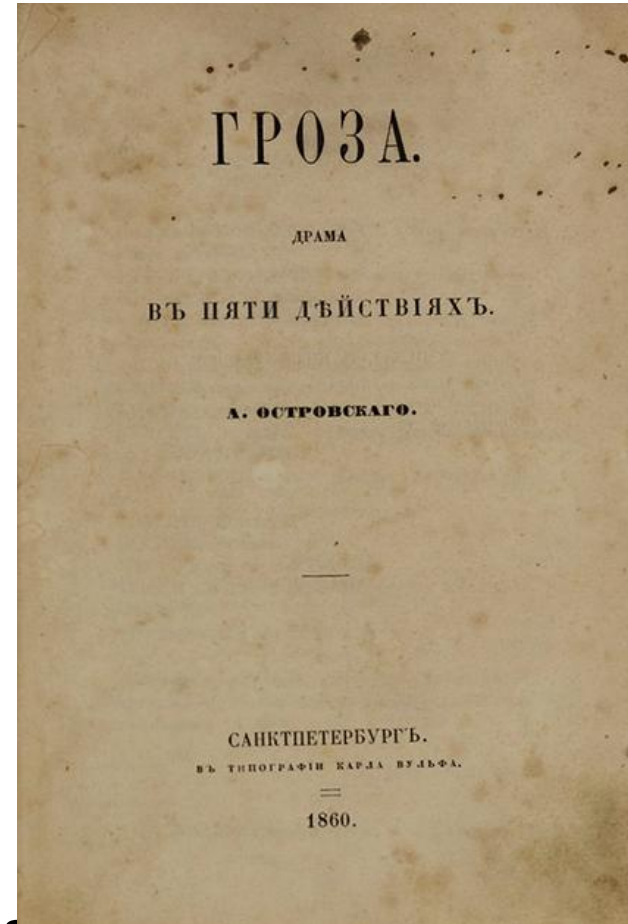 ГРОЗА.
ДРАМА
ВЪ ПЯТИ ДѢЙСТВІЯХЪ.
А. ОСТРОВСКАГО.
САНКТПЕТЕРБУРГЪ.
ВЪ ТИПОГРАФІИ КАРЛА ВУЛЬФА.
1860.